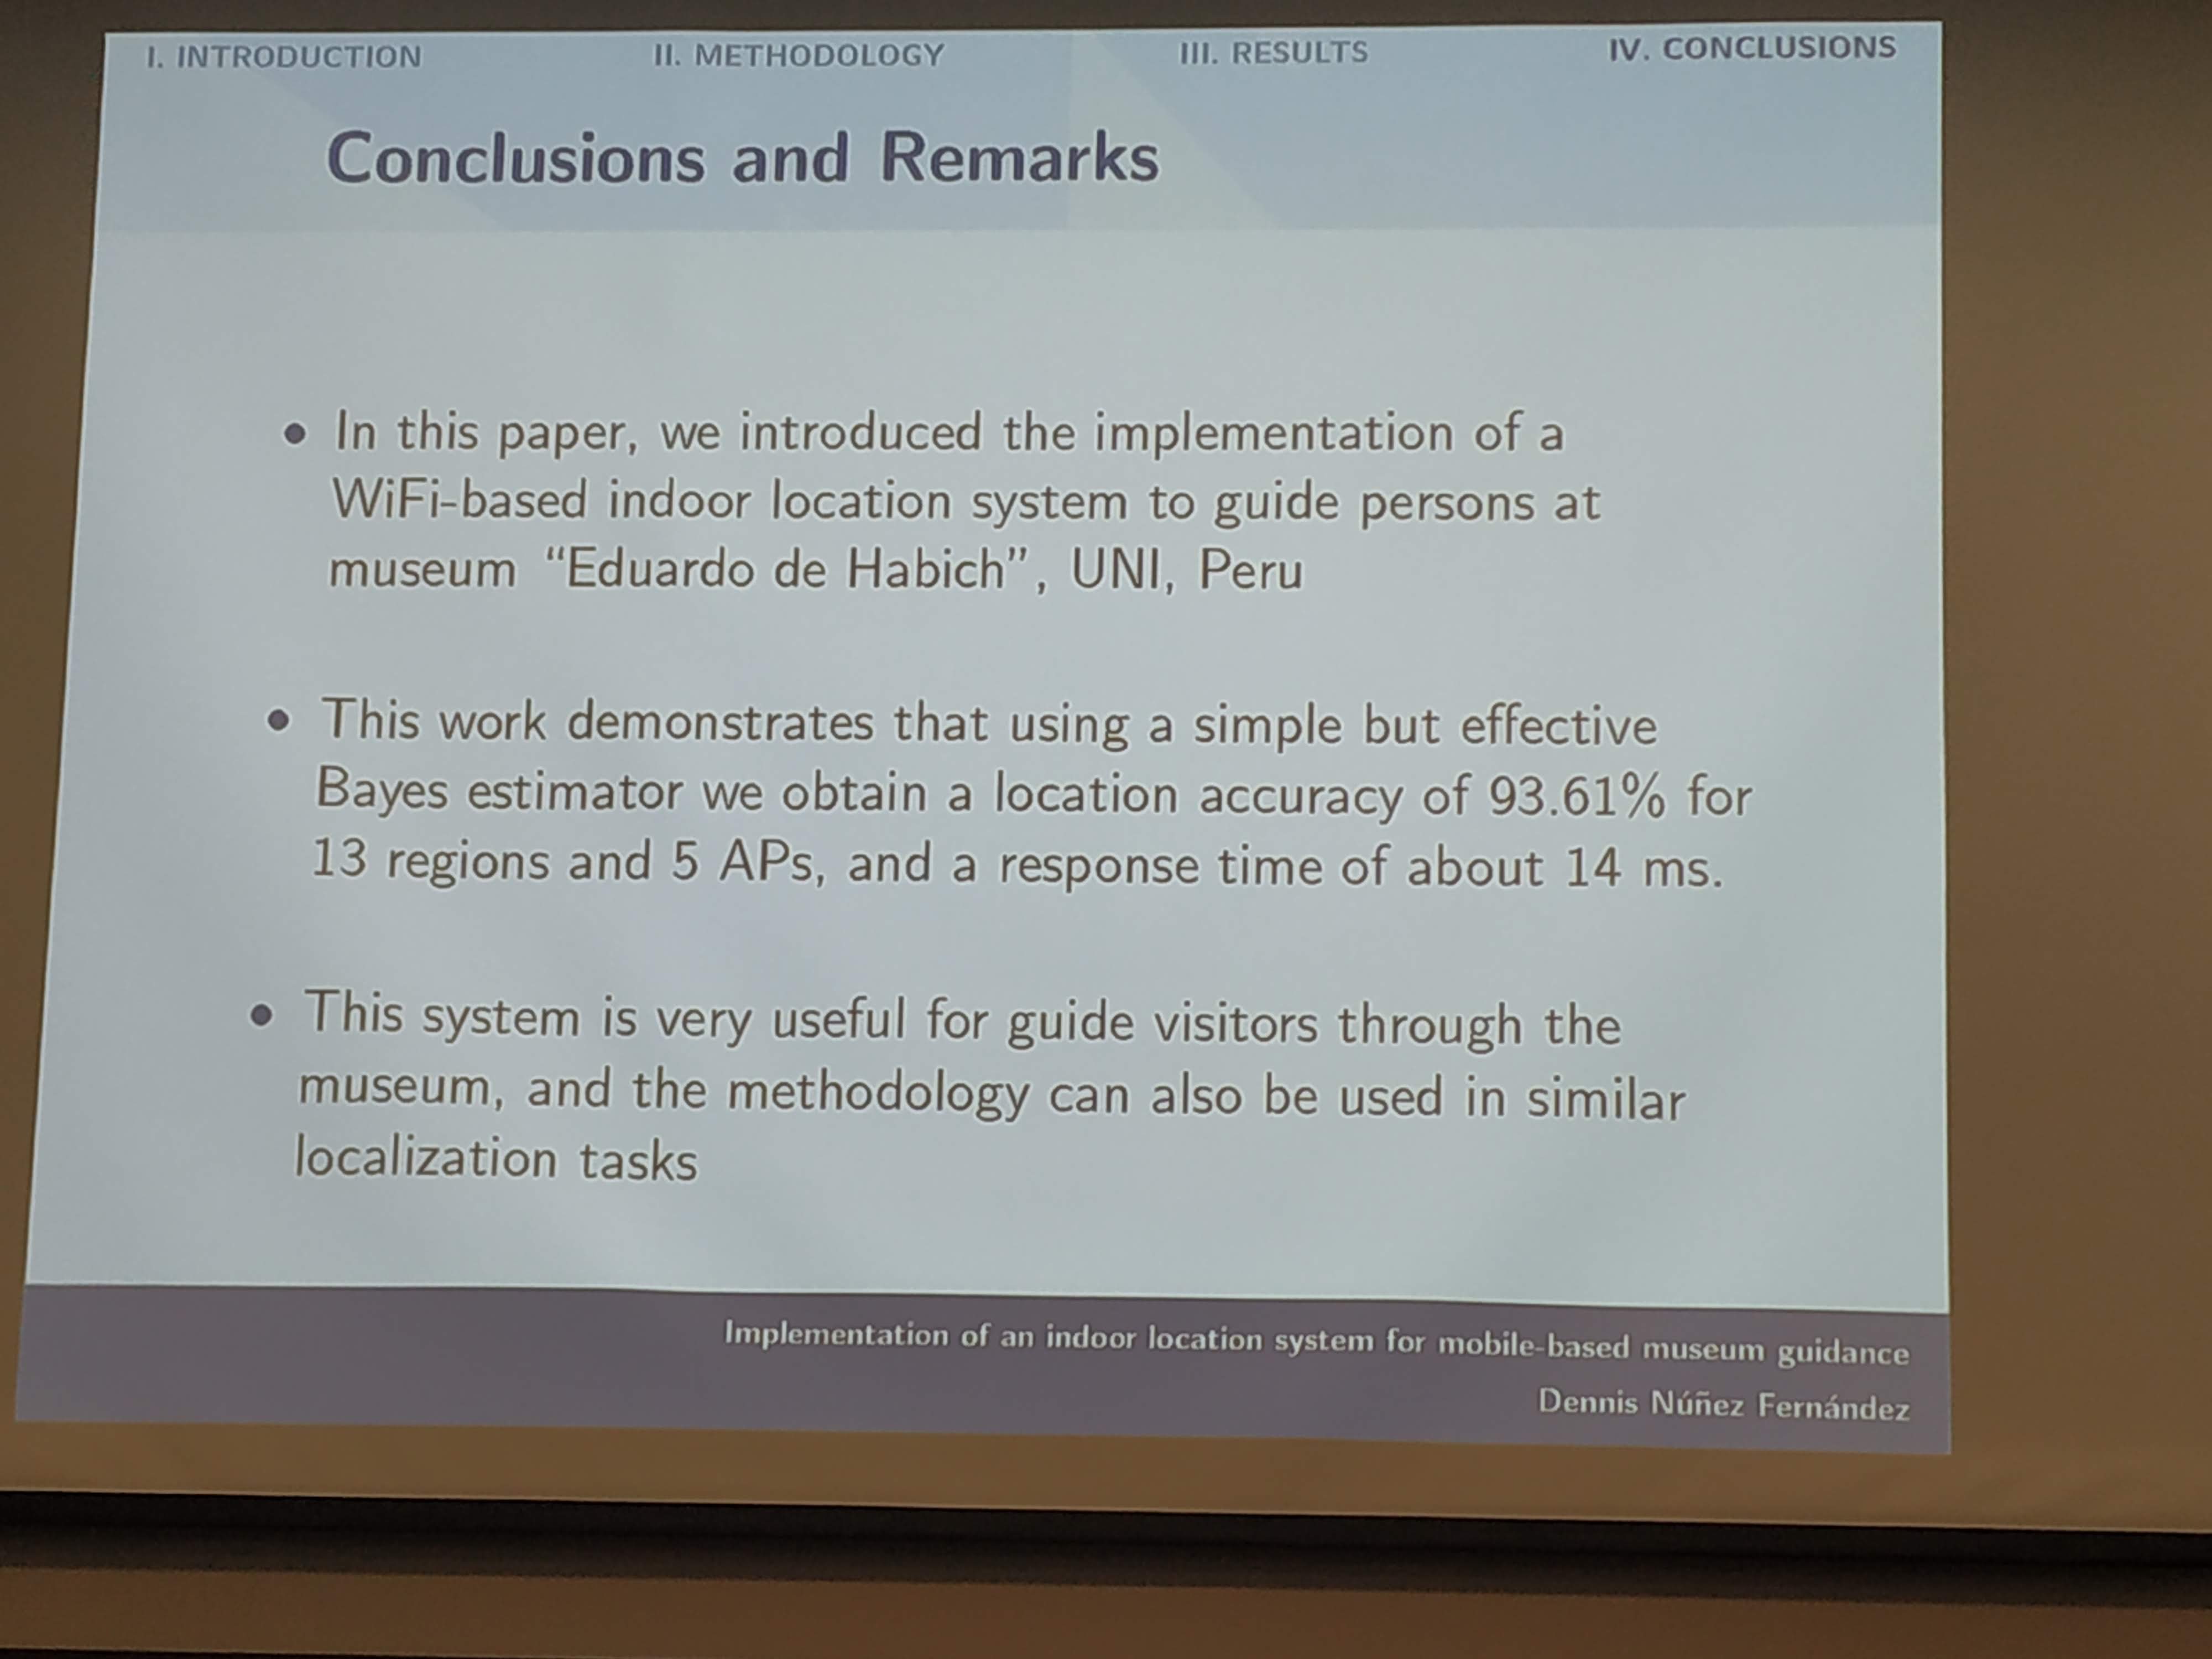 I. INTRODUCTION II. METHODOLOGY III. RESULTS IV. CONCLUSIONS
Conclusions and Remarks
• In this paper, we introduced the implementation of a
WiFi-based indoor location system to guide persons at
museum “Eduardo de Habich”, UNI, Peru
• This work demonstrates that using a simple but effective
Bayes estimator we obtain a location accuracy of 93.61% for
13 regions and 5 APs, and a response time of about 14 ms.
• This system is very useful for guide visitors through the
museum, and the methodology can also be used in similar
localization tasks
Implementation of an indoor location system for mobile-based museum guidance
Dennis Núñez Fernández